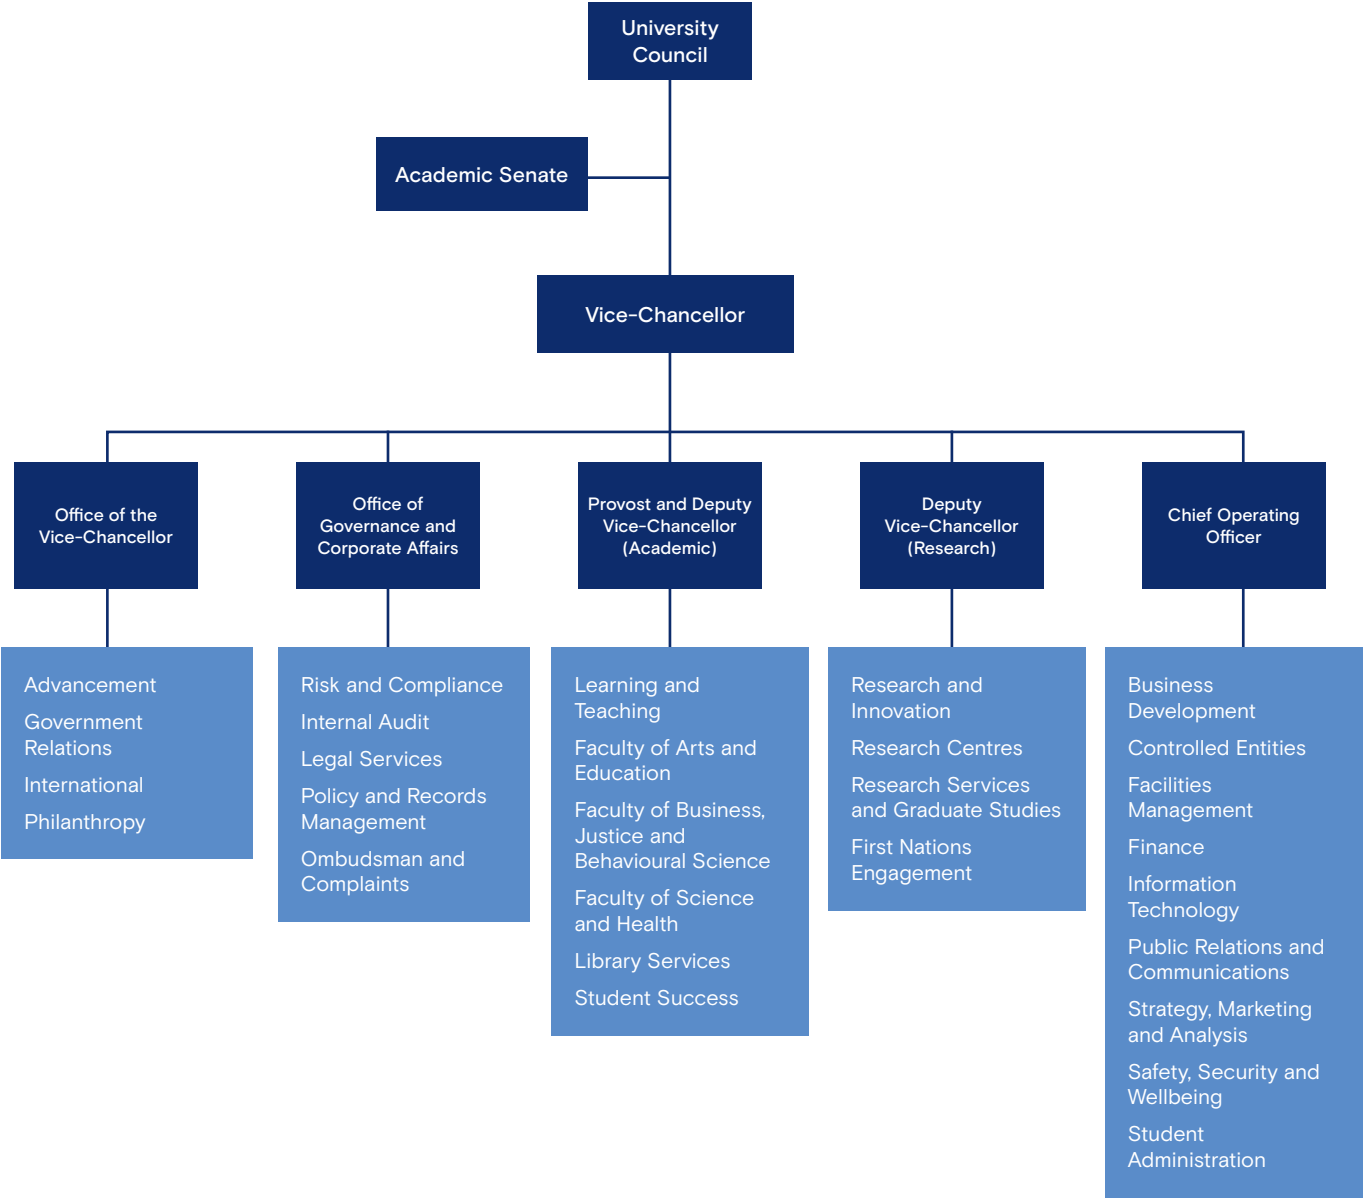 University
Council
Academic Senate
Vice-Chancellor
Office of the
Vice-Chancellor
Office of
Governance and
Corporate Affairs
Provost and Deputy
Vice-Chancellor
(Academic)
Deputy
Vice-Chancellor
(Research)
Chief Operating
Officer
Advancement
Government
Relations
International
Philanthropy
Risk and Compliance
Internal Audit
Legal Services
Policy and Records
Management
Ombudsman and
Complaints
Learning and
Teaching
Faculty of Arts and
Education
Faculty of Business,
Justice and
Behavioural Science
Faculty of Science
and Health
Library Services
Student Success
Research and
Innovation
Research Centres
Research Services
and Graduate Studies
First Nations
Engagement
Business
Development
Controlled Entities
Facilities
Management
Finance
Information
Technology
Public Relations and
Communications
Strategy, Marketing
and Analysis
Safety, Security and
Wellbeing
Student
Administration